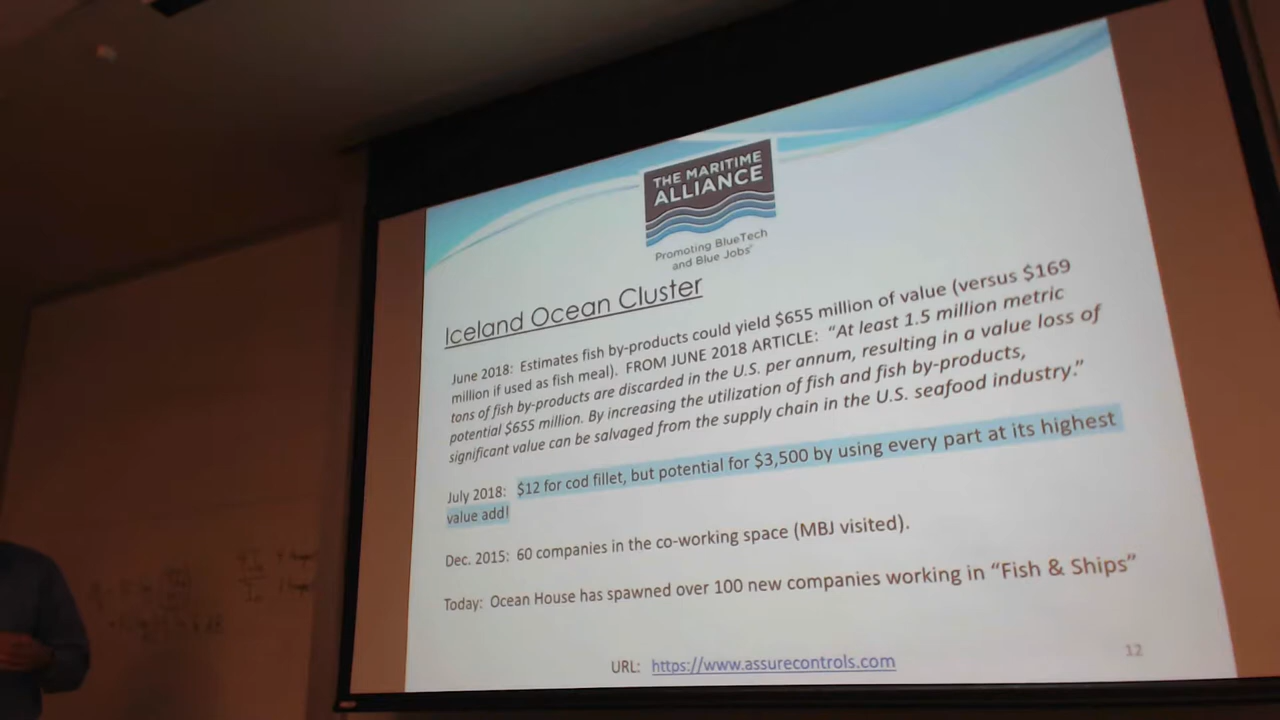 THE MARITIME
ALLIANCE
Promoting BlueTech
and Blue Jobs
Iceland Ocean Cluster
June 2018: Estimates fish by-products could yield $655 million of value (versus $169
million if used as fish meal). FROM JUNE 2018 ARTICLE: “At least 1.5 million metric
tons of fish by-products are discarded in the U.S. per annum, resulting in a value loss of
potential $655 million. By increasing the utilization of fish and fish by-products,
significant value can be salvaged from the supply chain in the U.S. seafood industry.”
July 2018: $12 for cod fillet, but potential for $3,500 by using every part at its highest
value add!
Dec. 2015: 60 companies in the co-working space (MBJ visited).
Today: Ocean House has spawned over 100 new companies working in “Fish & Ships”
URL: https://www.assurecontrols.com
12